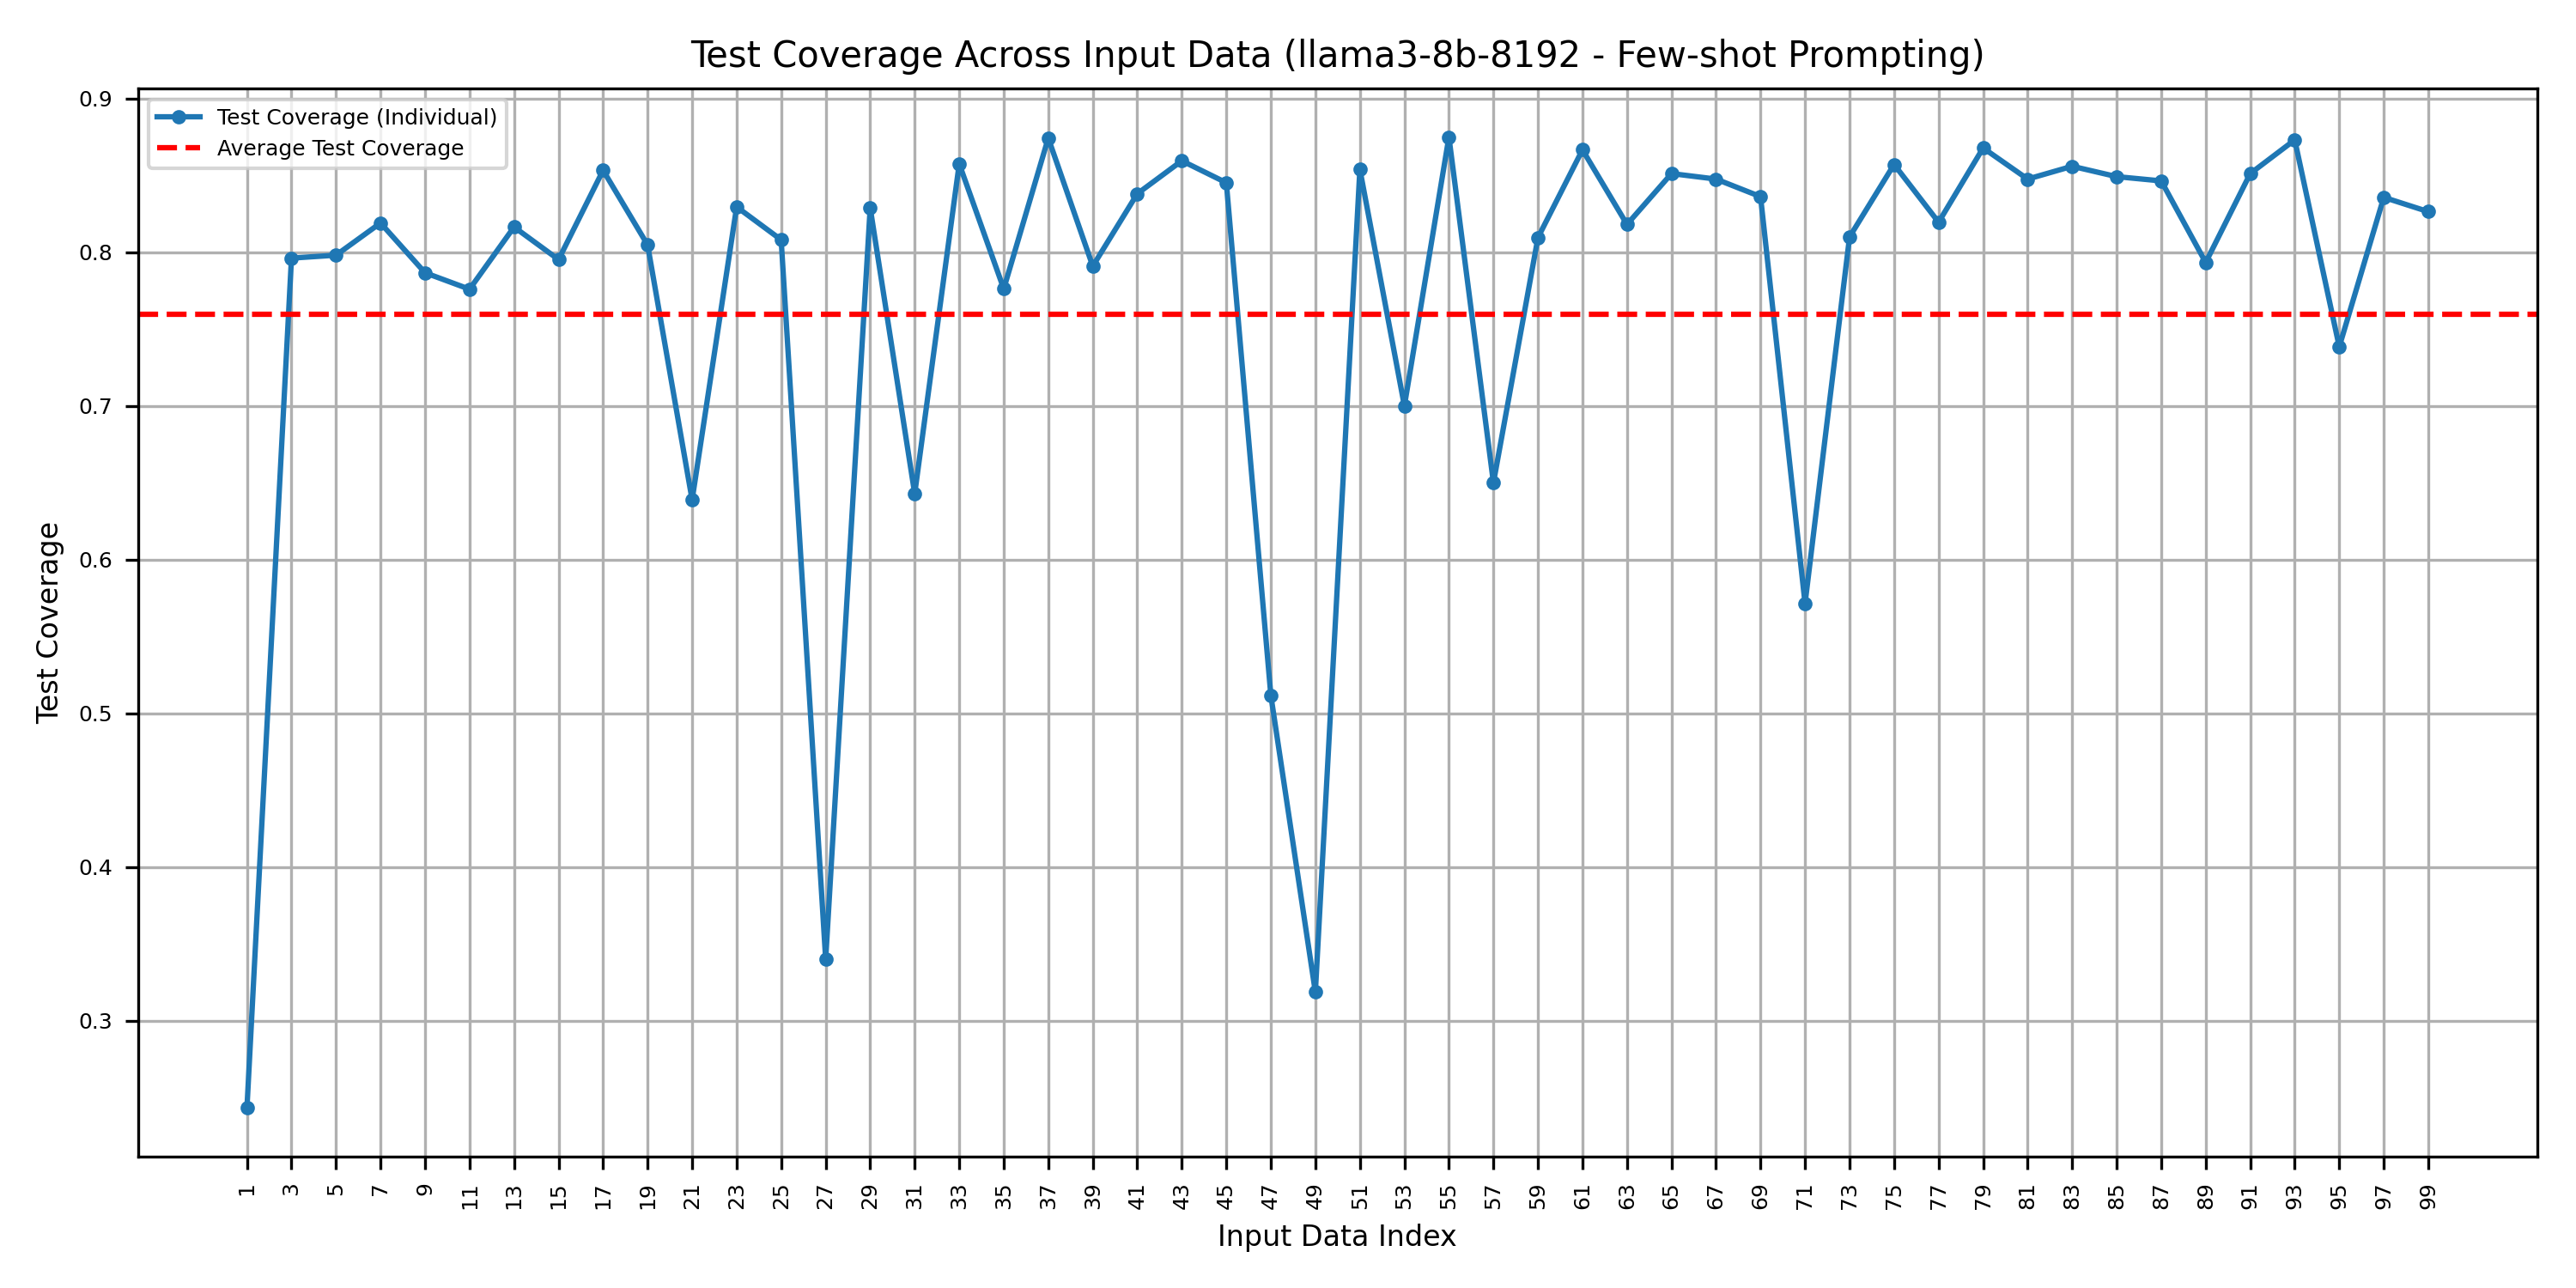 Test Coverage Across Input Data (llama3-8b-8192 - Few-shot Prompting)
Test Coverage (Individual)
Average Test Coverage
0.9
0.8
0.7
0.6
0.5
0.4
0.3
Test Coverage
1 3 5 7 9 11 13 15 17 19 21 23 25 27 29 31 33 35 37 39 41 43 45 47 49 51 53 55 57 59 61 63 65 67 69 71 73 75 77 79 81 83 85 87 89 91 93 95 97 99
Input Data Index